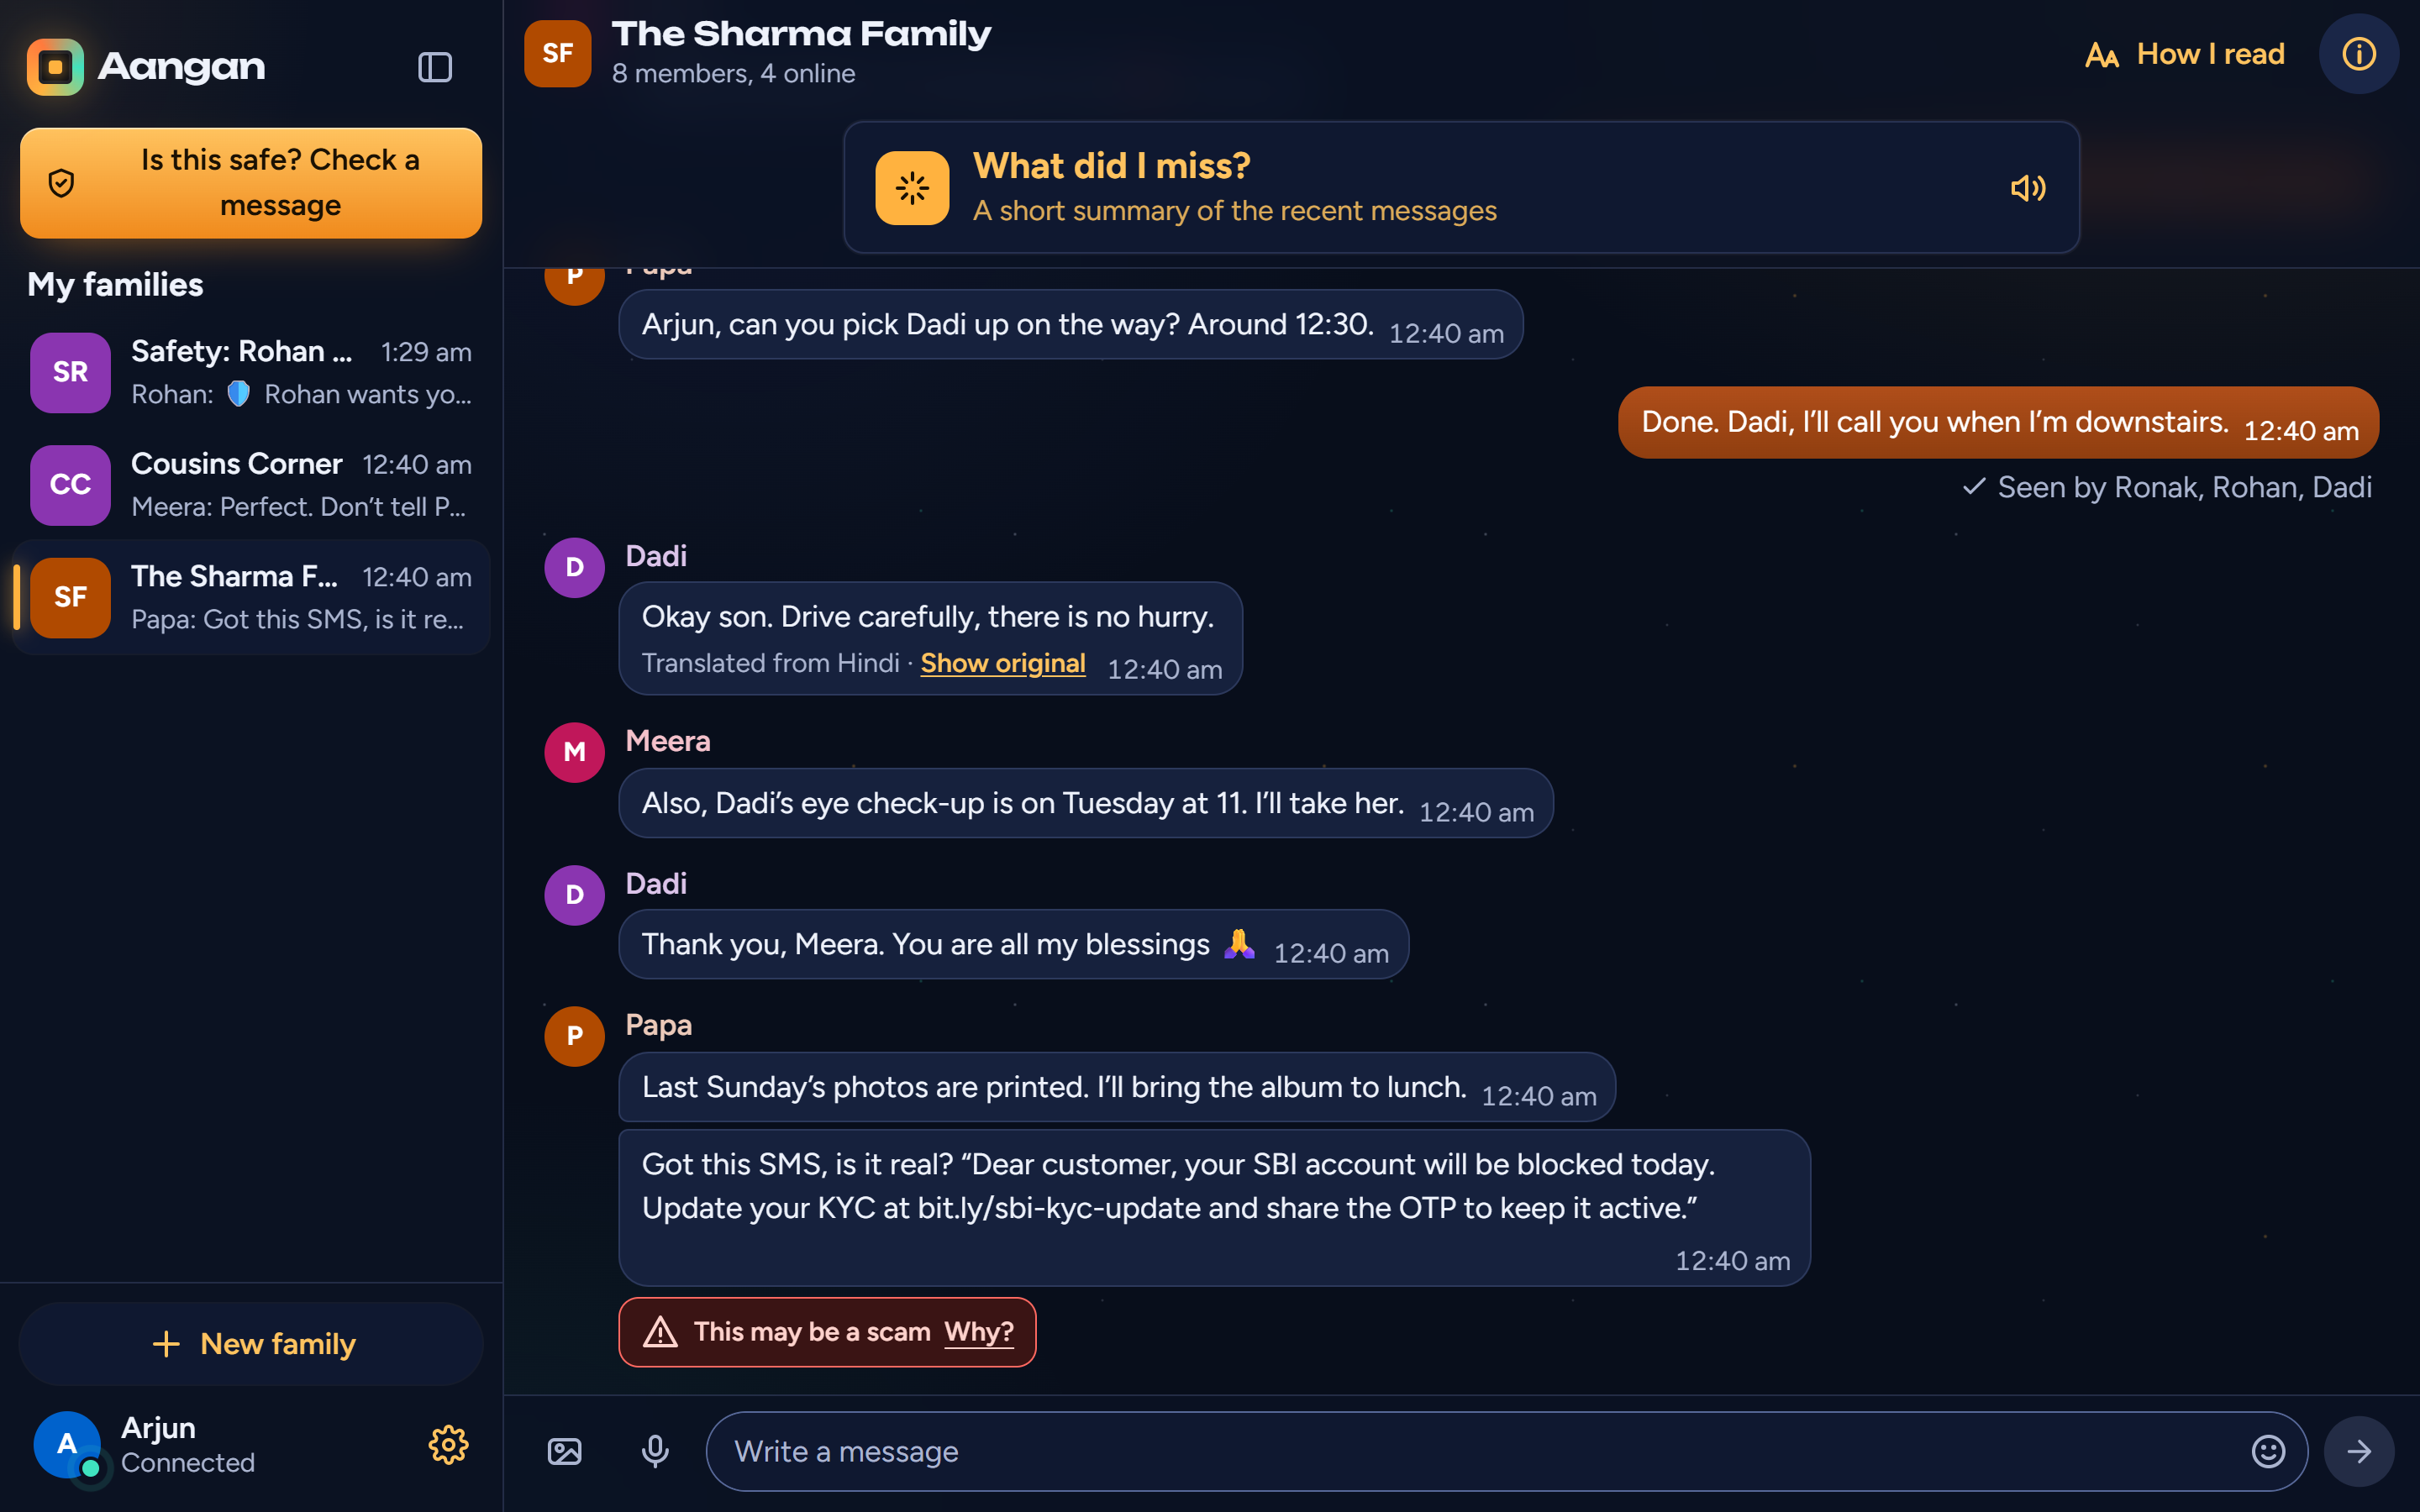 Aangan
Is this safe? Check a
message
My families
SR
Safety: Rohan ... 1:29 am
Rohan: 🛡️ Rohan wants yo...
CC
Cousins Corner 12:40 am
Meera: Perfect. Don’t tell P...
SF
The Sharma F... 12:40 am
Papa: Got this SMS, is it re...
New family
A
Arjun
Connected
SF
The Sharma Family
8 members, 4 online
AA How I read
What did I miss?
A short summary of the recent messages
P
Papa
Arjun, can you pick Dadi up on the way? Around 12:30. 12:40 am
Done. Dadi, I’ll call you when I’m downstairs. 12:40 am
Seen by Ronak, Rohan, Dadi
D
Dadi
Okay son. Drive carefully, there is no hurry.
Translated from Hindi · Show original 12:40 am
M
Meera
Also, Dadi’s eye check-up is on Tuesday at 11. I’ll take her. 12:40 am
D
Dadi
Thank you, Meera. You are all my blessings 🙏 12:40 am
P
Papa
Last Sunday’s photos are printed. I’ll bring the album to lunch. 12:40 am
Got this SMS, is it real? “Dear customer, your SBI account will be blocked today.
Update your KYC at bit.ly/sbi-kyc-update and share the OTP to keep it active.”
12:40 am
This may be a scam Why?
Write a message